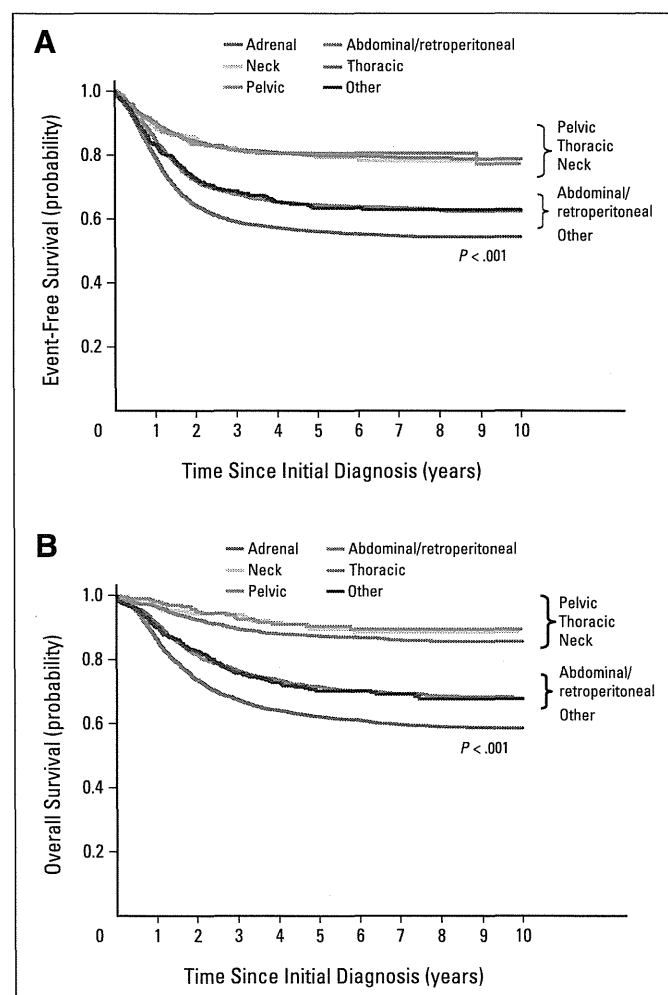 A
Adrenal Abdominal/retroperitoneal
Neck Thoracic
Pelvic Other
Event-Free Survival (probability)
1.0
0.8
0.6
0.4
0.2
0 1 2 3 4 5 6 7 8 9 10
Time Since Initial Diagnosis (years)
Pelvic
Thoracic
Neck
Abdominal/
retroperitoneal
Other
P < .001
B
Adrenal Abdominal/retroperitoneal
Neck Thoracic
Pelvic Other
Overall Survival (probability)
1.0
0.8
0.6
0.4
0.2
0 1 2 3 4 5 6 7 8 9 10
Time Since Initial Diagnosis (years)
Pelvic
Thoracic
Neck
Abdominal/
retroperitoneal
Other
P < .001